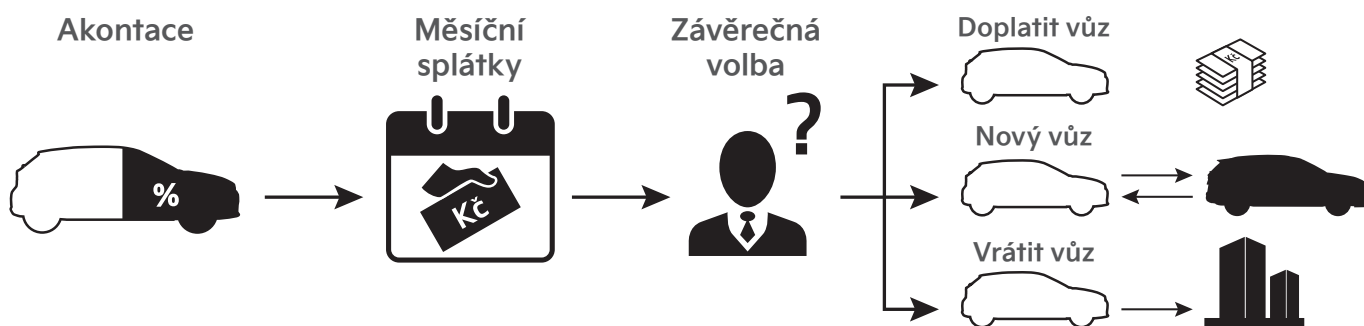 Akontace
%
Měsíční
splátky
Kč
Závěrečná
volba
?
Doplatit vůz
Kč
Nový vůz
Vrátit vůz